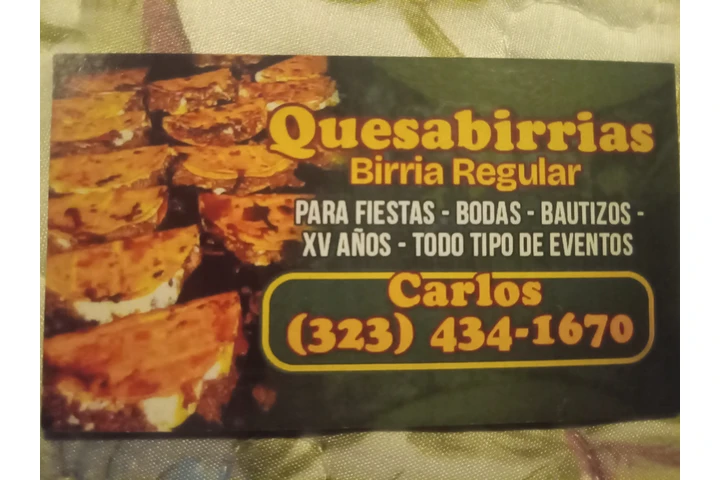 Quesabirrias
Birria Regular
PARA FIESTAS - BODAS - BAUTIZOS -
XV AÑOS - TODO TIPO DE EVENTOS
Carlos
(323) 434-1670